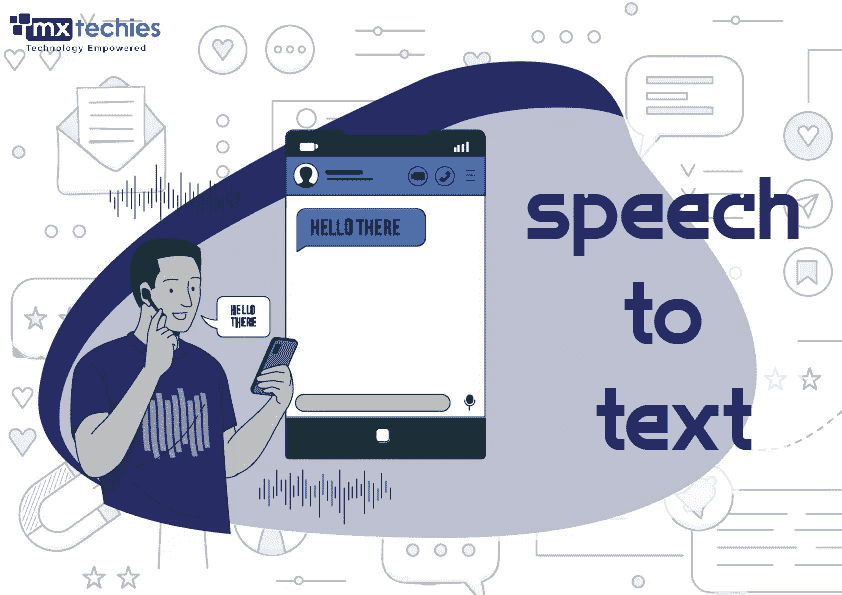 mxtechies
Technology Empowered
HELLO THERE
HELLO
THERE
speech
to
text